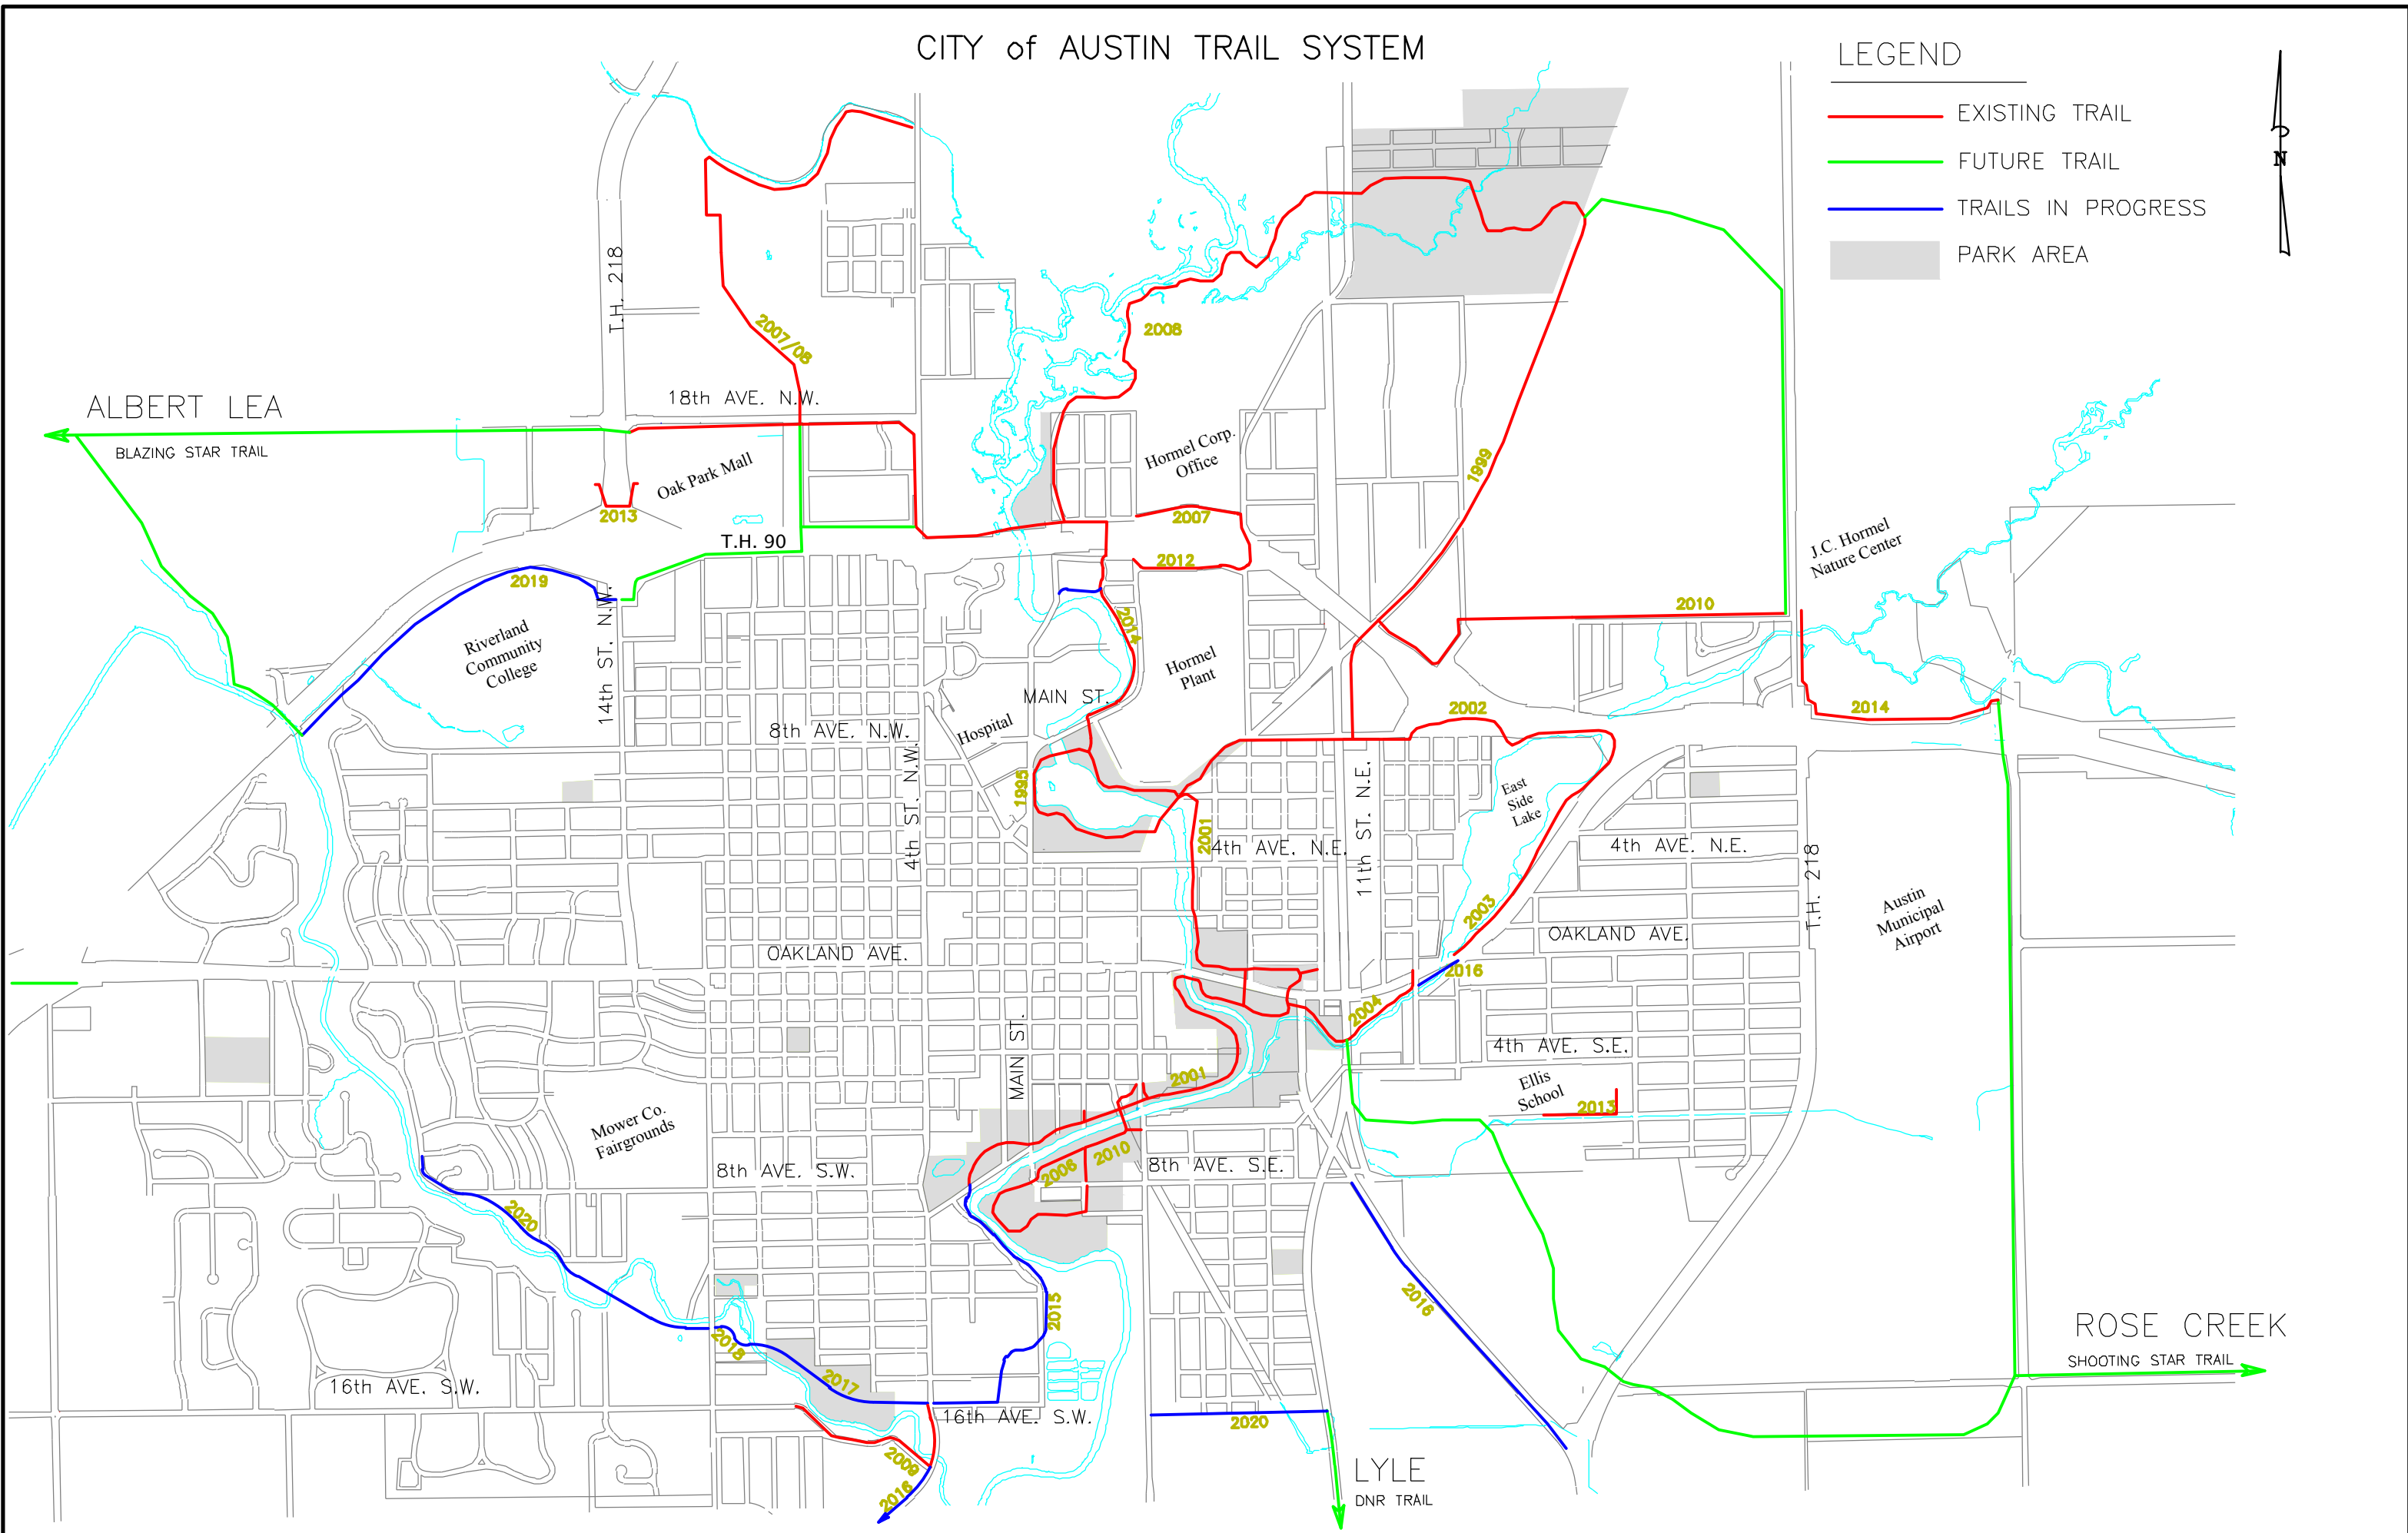 CITY of AUSTIN TRAIL SYSTEM
LEGEND
EXISTING TRAIL
FUTURE TRAIL
TRAILS IN PROGRESS
PARK AREA
N
T.H. 218
2007/08
2008
18th AVE. N.W.
ALBERT LEA
BLAZING STAR TRAIL
Oak Park Mall
Hormel Corp.
Office
1999
2013
2007
T.H. 90
2012
J.C. Hormel
Nature Center
2019
2010
14th ST. N.W.
Riverland
Community
College
2014
Hormel
Plant
MAIN ST.
2002
2014
8th AVE. N.W.
Hospital
4th ST. N.W.
1995
11th ST. N.E.
East
Side
Lake
2001
4th AVE. N.E.
4th AVE. N.E.
T.H. 218
Austin
Municipal
Airport
2003
OAKLAND AVE.
OAKLAND AVE.
2016
2004
MAIN ST.
4th AVE. S.E.
2001
Ellis
School
2013
Mower Co.
Fairgrounds
8th AVE. S.W.
2006
2010
8th AVE. S.E.
2020
2015
2016
2018
ROSE CREEK
SHOOTING STAR TRAIL
2017
16th AVE. S.W.
16th AVE. S.W.
2020
2009
2016
LYLE
DNR TRAIL